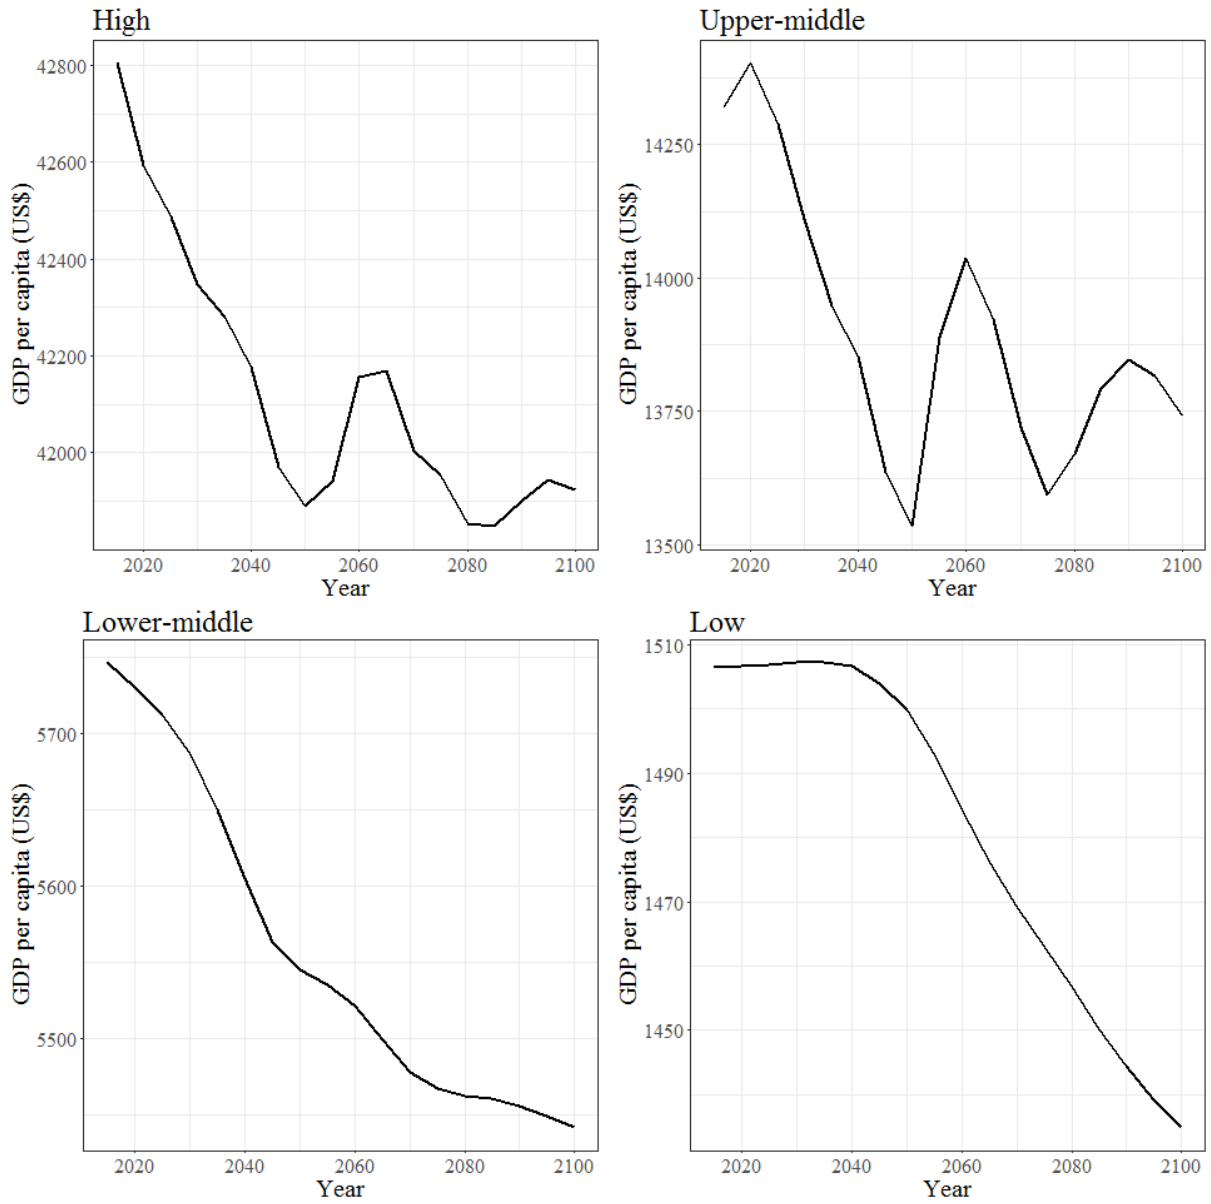 High
GDP per capita (US$)
42800
42600
42400
42200
42000
2020 2040 2060 2080 2100
Year
Upper-middle
GDP per capita (US$)
14250
14000
13750
13500
2020 2040 2060 2080 2100
Year
Lower-middle
GDP per capita (US$)
5700
5600
5500
2020 2040 2060 2080 2100
Year
Low
GDP per capita (US$)
1510
1490
1470
1450
2020 2040 2060 2080 2100
Year